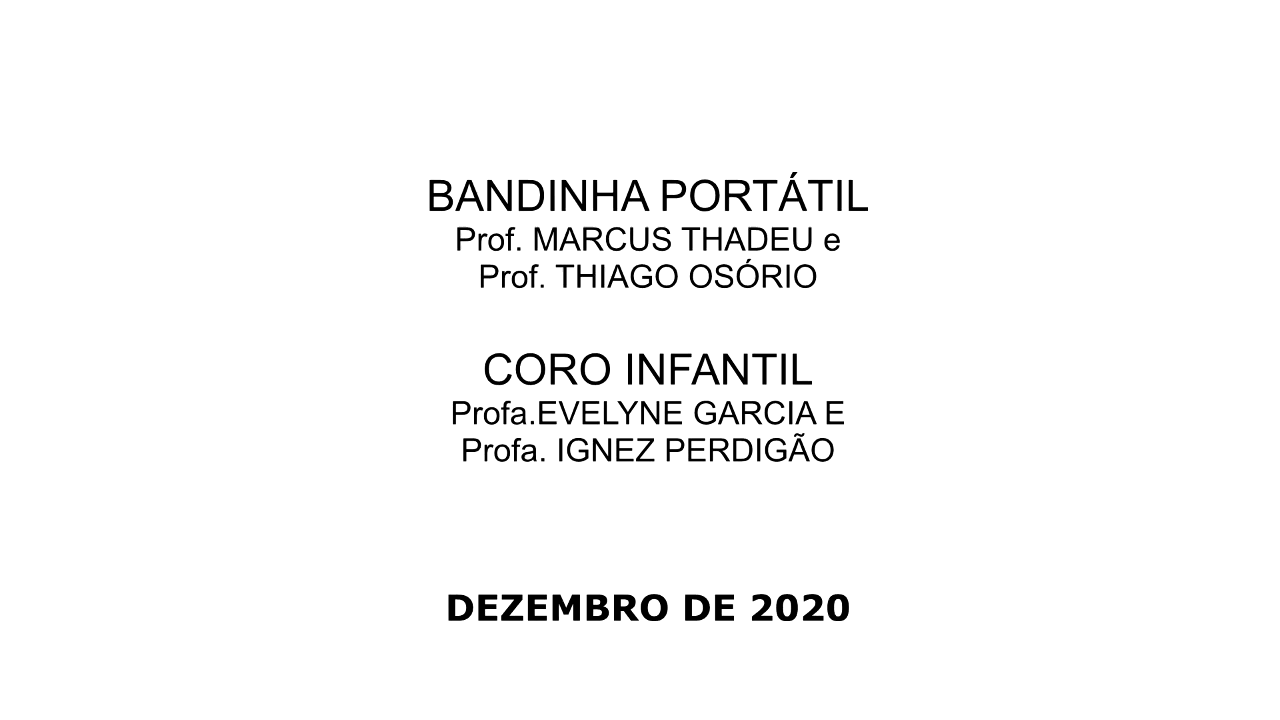 BANDINHA PORTÁTIL
Prof. MARCUS THADEU e
Prof. THIAGO OSÓRIO
CORO INFANTIL
Profa.EVELYNE GARCIA E
Profa. IGNEZ PERDIGÃO
DEZEMBRO DE 2020